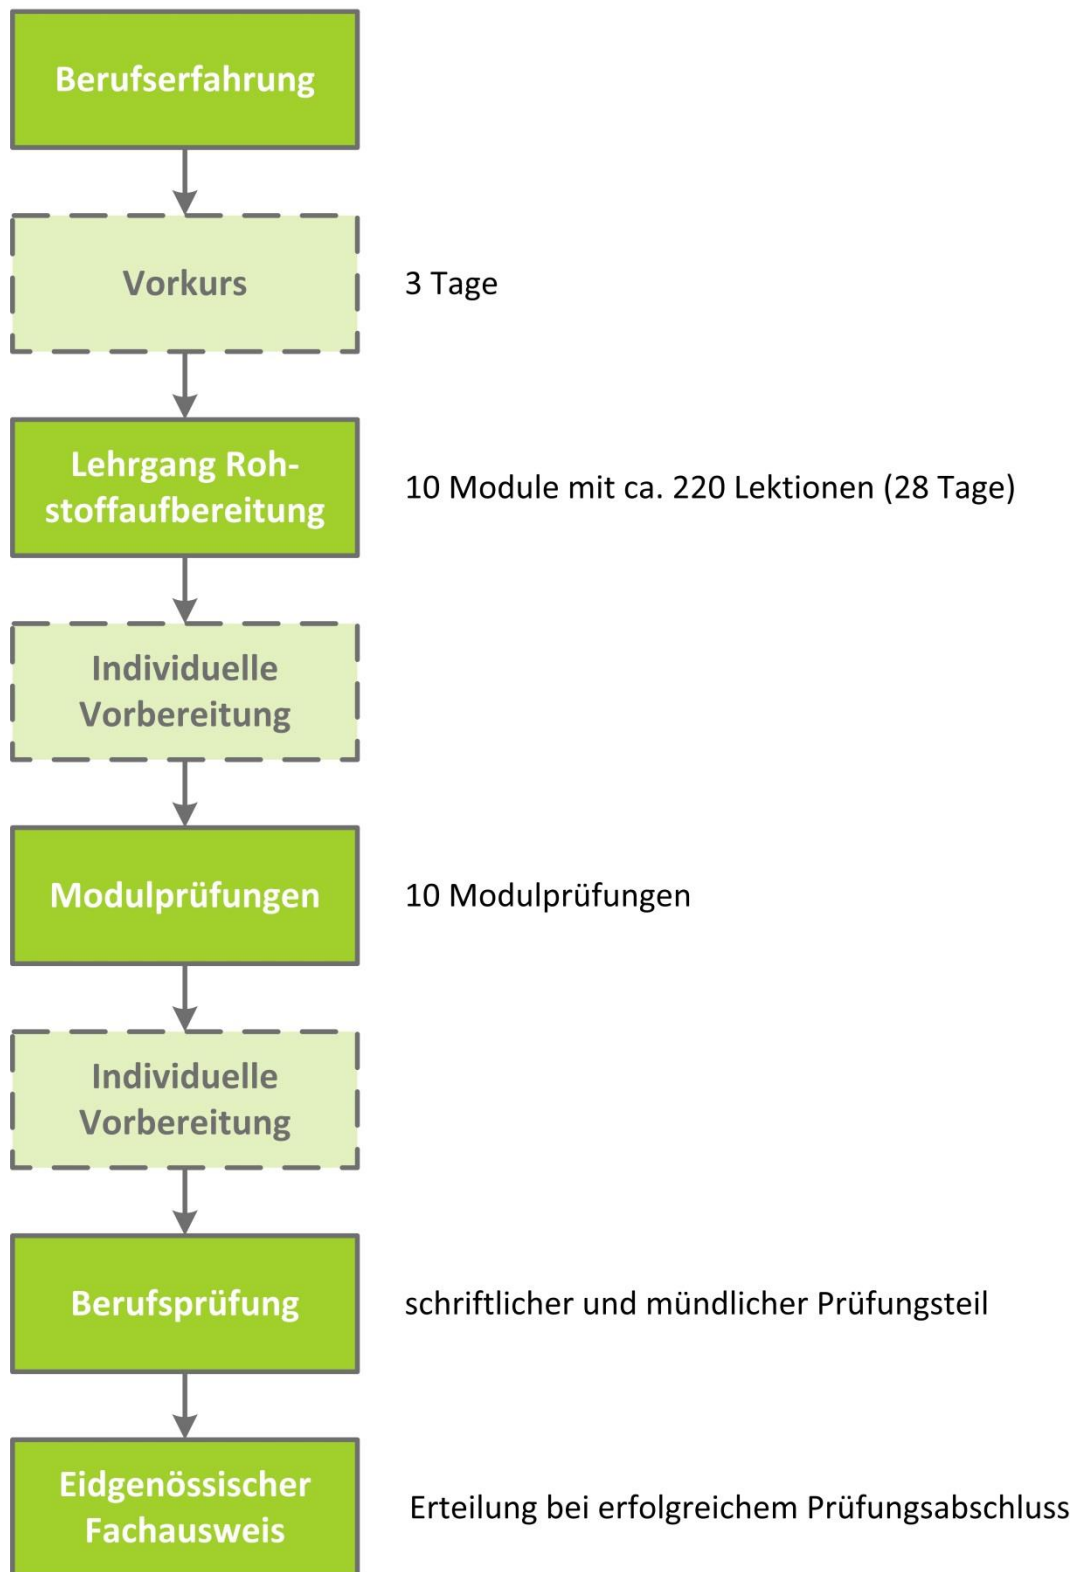 Berufserfahrung
Vorkurs
3 Tage
Lehrgang Roh-
stoffaufbereitung
10 Module mit ca. 220 Lektionen (28 Tage)
Individuelle
Vorbereitung
Modulprüfungen
10 Modulprüfungen
Individuelle
Vorbereitung
Berufsprüfung
schriftlicher und mündlicher Prüfungsteil
Eidgenössischer
Fachausweis
Erteilung bei erfolgreichem Prüfungsabschluss